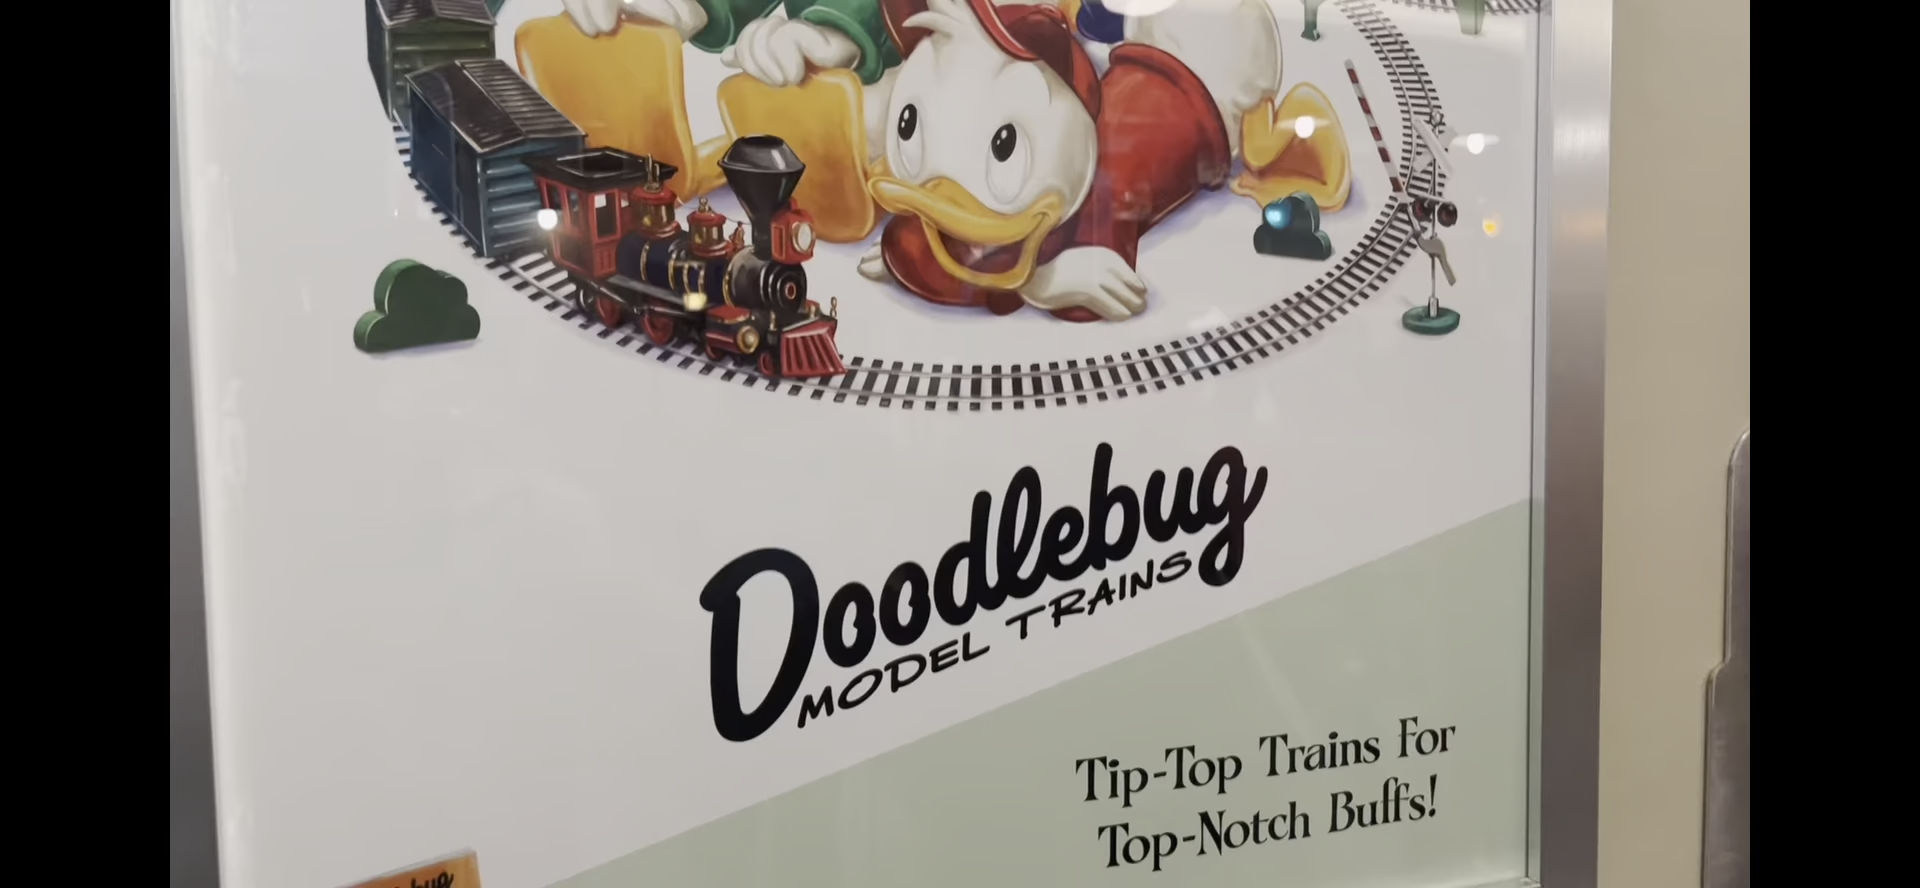 Doodlebug
MODEL TRAINS
Tip-Top Trains For
Top-Notch Buffs!